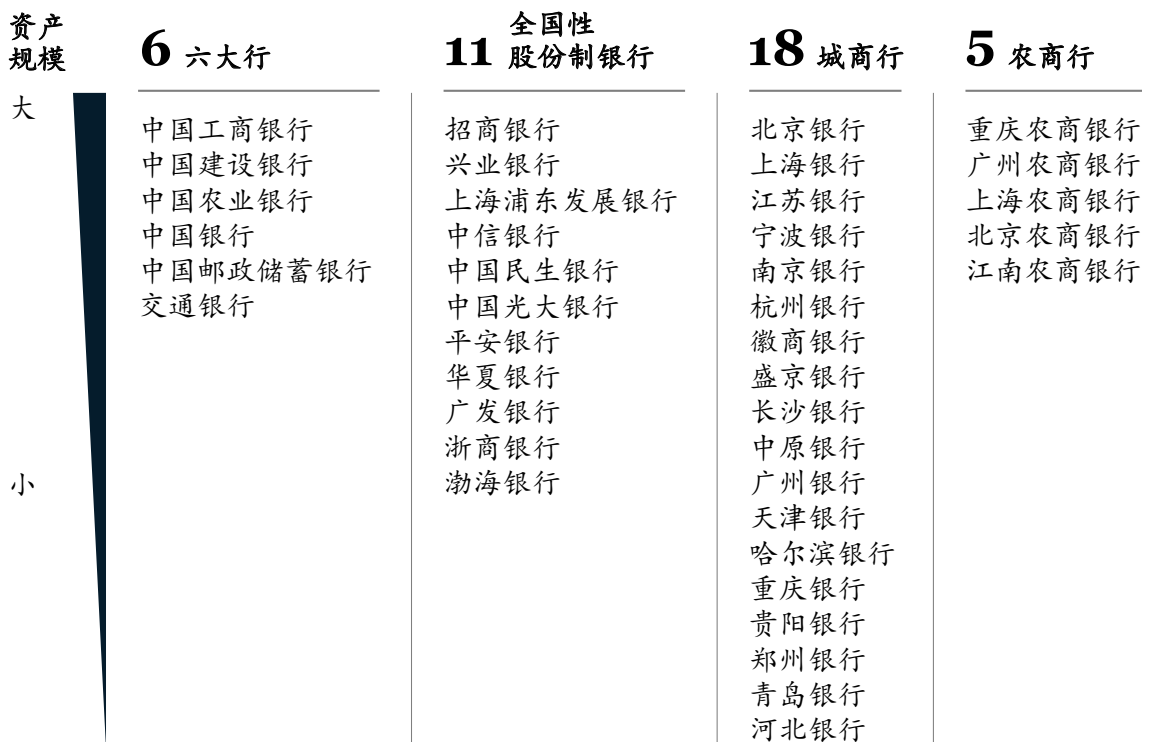 资产
规模
大
小
6 六大行
中国工商银行
中国建设银行
中国农业银行
中国银行
中国邮政储蓄银行
交通银行
全国性
11 股份制银行
招商银行
兴业银行
上海浦东发展银行
中信银行
中国民生银行
中国光大银行
平安银行
华夏银行
广发银行
浙商银行
渤海银行
18 城商行
北京银行
上海银行
江苏银行
宁波银行
南京银行
杭州银行
徽商银行
盛京银行
长沙银行
中原银行
广州银行
天津银行
哈尔滨银行
重庆银行
贵阳银行
郑州银行
青岛银行
河北银行
5 农商行
重庆农商银行
广州农商银行
上海农商银行
北京农商银行
江南农商银行